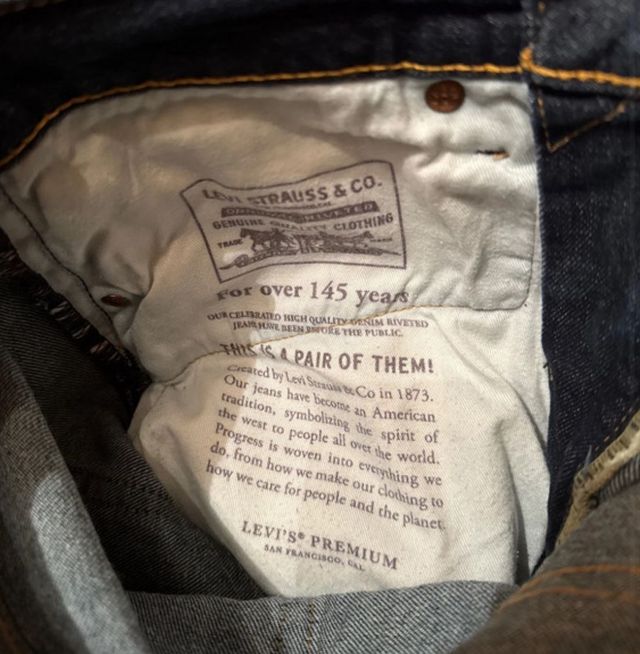 LEVI STRAUSS & CO.
ORIGINAL RIVETED
GENUINE QUALITY CLOTHING
TRADE MARK
For over 145 years
OUR CELEBRATED HIGH QUALITY DENIM RIVETED
JEANS HAVE BEEN BEFORE THE PUBLIC.
THIS IS A PAIR OF THEM!
Created by Levi Strauss & Co in 1873.
Our jeans have become an American
tradition, symbolizing the spirit of
the west to people all over the world.
Progress is woven into everything we
do, from how we make our clothing to
how we care for people and the planet.
LEVI'S® PREMIUM
SAN FRANCISCO, CAL